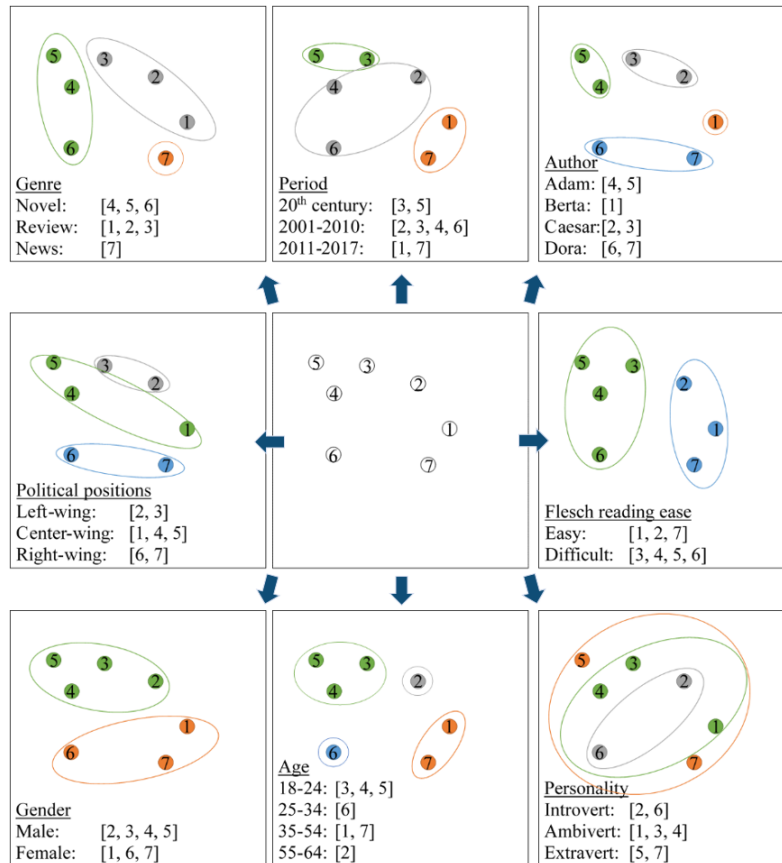 5
3
2
4
1
6
7
Genre
Novel: [4, 5, 6]
Review: [1, 2, 3]
News: [7]
5
3
4
2
1
6
7
Period
20th century: [3, 5]
2001-2010: [2, 3, 4, 6]
2011-2017: [1, 7]
5
3
2
4
1
6
7
Author
Adam: [4, 5]
Berta: [1]
Caesar:[2, 3]
Dora: [6, 7]
5
3
2
4
1
6
7
Political positions
Left-wing: [2, 3]
Center-wing: [1, 4, 5]
Right-wing: [6, 7]
5
3
2
4
1
6
7
5
3
2
4
1
6
7
Flesch reading ease
Easy: [1, 2, 7]
Difficult: [3, 4, 5, 6]
5
3
2
4
1
6
7
Gender
Male: [2, 3, 4, 5]
Female: [1, 6, 7]
5
3
2
4
1
6
7
Age
18-24: [3, 4, 5]
25-34: [6]
35-54: [1, 7]
55-64: [2]
5
3
2
4
1
6
7
Personality
Introvert: [2, 6]
Ambivert: [1, 3, 4]
Extravert: [5, 7]